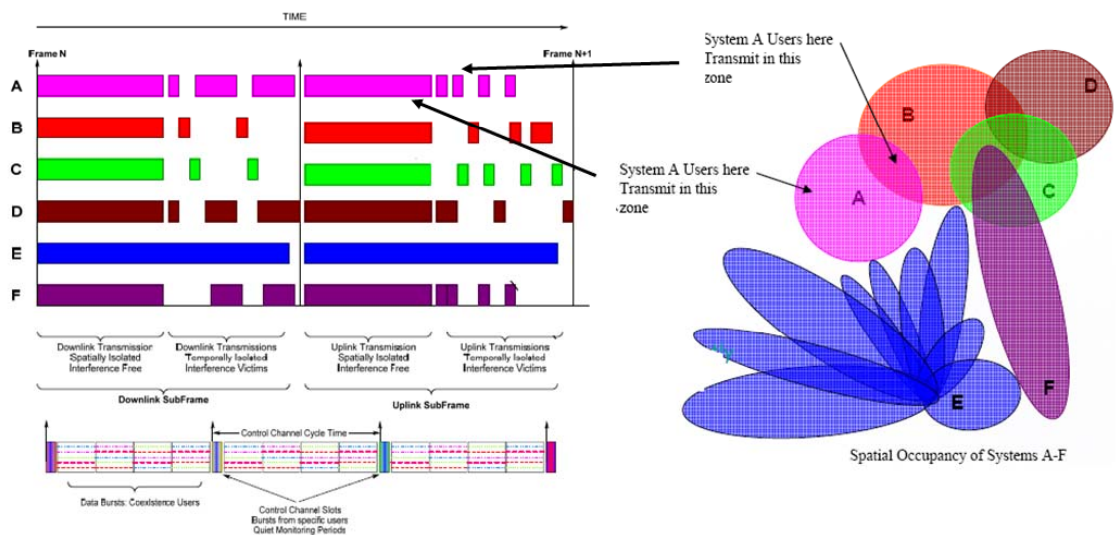 TIME
Frame N
Frame N+1
A
B
C
D
E
F
Downlink Transmission
Spatially Isolated
Interference Free
Downlink Transmissions
Temporally Isolated
Interference Victims
Uplink Transmission
Spatially Isolated
Interference Free
Uplink Transmissions
Temporally Isolated
Interference Victims
Downlink SubFrame
Uplink SubFrame
Control Channel Cycle Time
Data Bursts: Coexistence Users
Control Channel Slots
Bursts from specific users
Quiet Monitoring Periods
System A Users here
Transmit in this
zone
System A Users here
Transmit in this
zone
A
B
C
D
E
F
Spatial Occupancy of Systems A-F